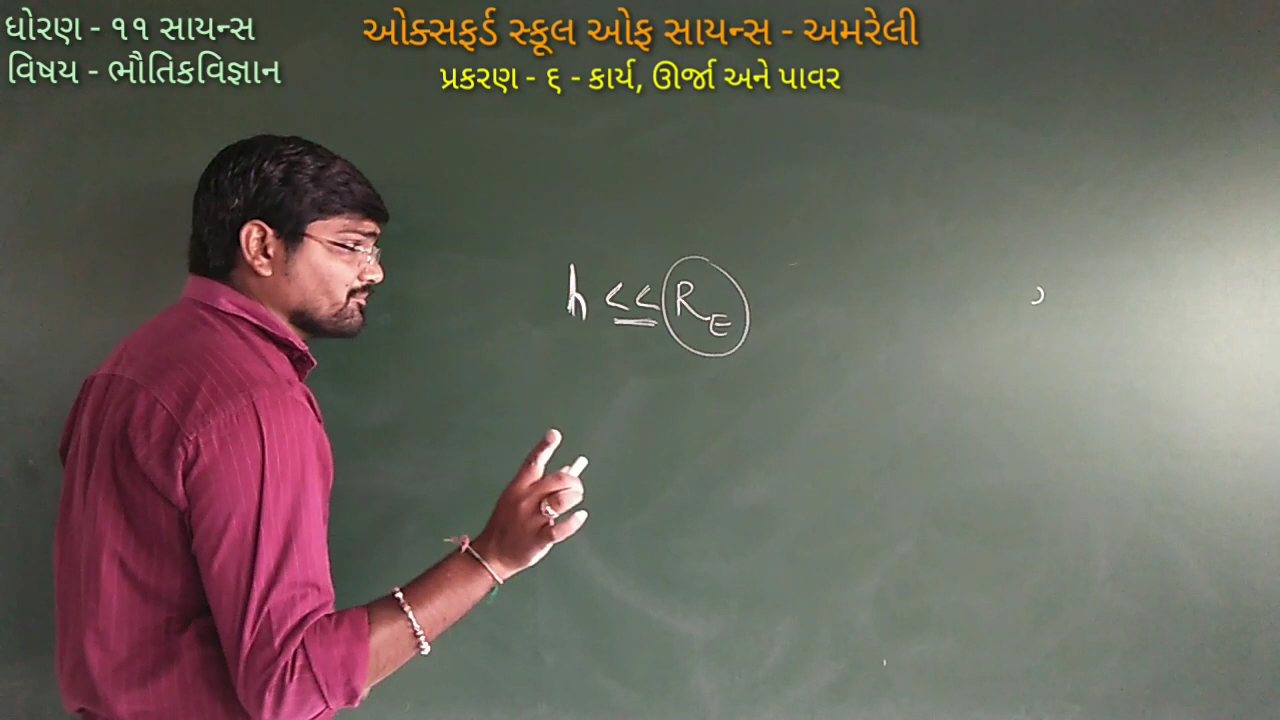 ધોરણ - ૧૧ સાયન્સ
વિષય - ભૌતિકવિજ્ઞાન
ઓક્સફર્ડ સ્કૂલ ઓફ સાયન્સ - અમરેલી
પ્રકરણ - ૬ - કાર્ય, ઊર્જા અને પાવર
h << R_E